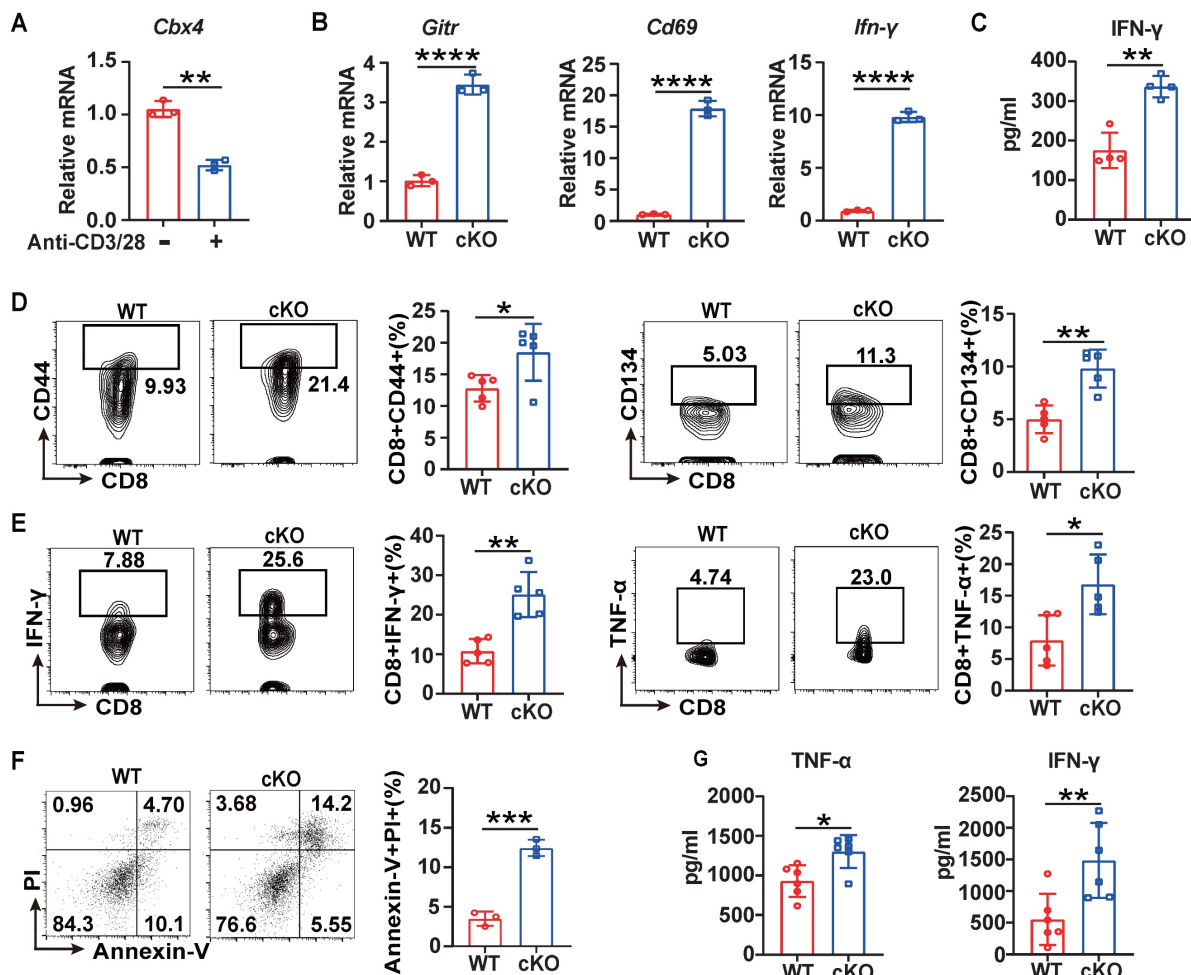 A
Cbx4
Relative mRNA
1.5
1.0
0.5
0.0
**
Anti-CD3/28
-
+
B
Gitr
Relative mRNA
4
3
2
1
0
****
WT
cKO
Cd69
Relative mRNA
25
20
15
10
5
0
****
WT
cKO
Ifn-γ
Relative mRNA
15
10
5
0
****
WT
cKO
C
IFN-γ
pg/ml
400
300
200
100
0
**
WT
cKO
D
WT
cKO
CD44
9.93
21.4
CD8
CD8+CD44+(%)
25
20
15
10
5
0
*
WT
cKO
WT
cKO
CD134
5.03
11.3
CD8
CD8+CD134+(%)
15
10
5
0
**
WT
cKO
E
WT
cKO
IFN-γ
7.88
25.6
CD8
CD8+IFN-γ+(%)
40
30
20
10
0
**
WT
cKO
WT
cKO
TNF-α
4.74
23.0
CD8
CD8+TNF-α+(%)
25
20
15
10
5
0
*
WT
cKO
F
WT
cKO
PI
0.96
4.70
84.3
10.1
3.68
14.2
76.6
5.55
Annexin-V
Annexin-V+PI+(%)
20
15
10
5
0
***
WT
cKO
G
TNF-α
pg/ml
2000
1500
1000
500
0
*
WT
cKO
IFN-γ
pg/ml
2500
2000
1500
1000
500
0
**
WT
cKO